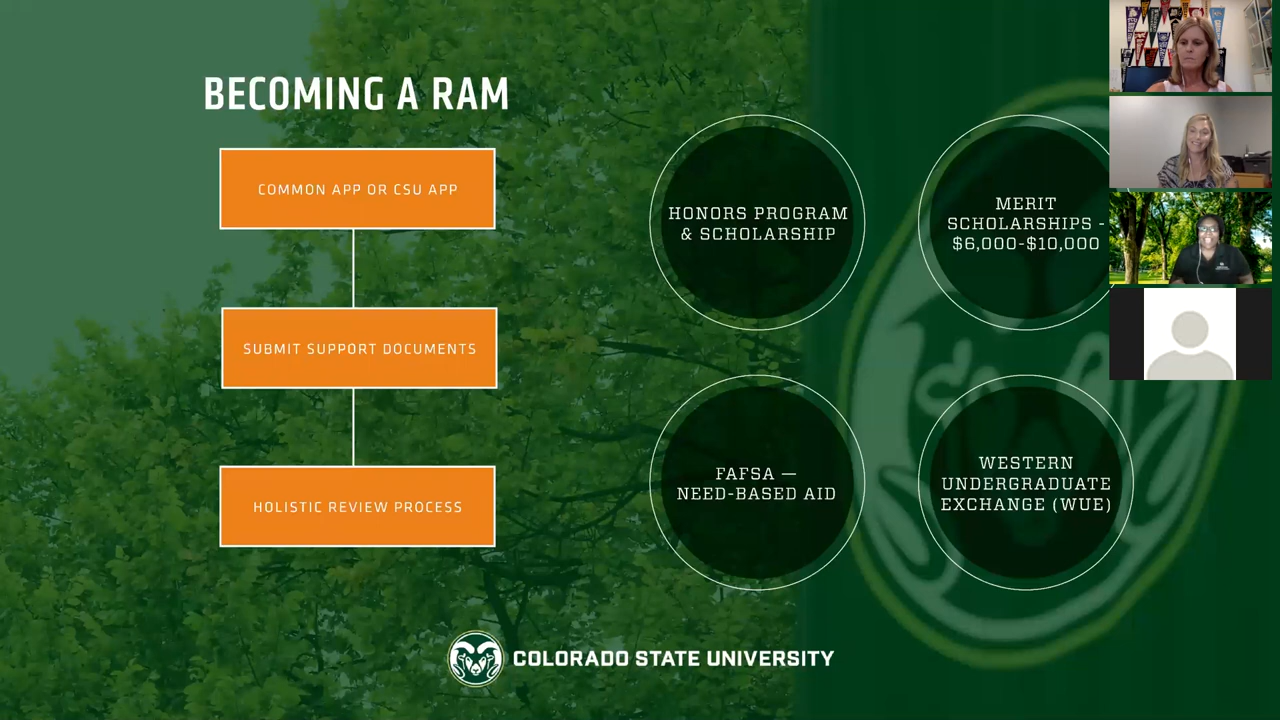 BECOMING A RAM
COMMON APP OR CSU APP
SUBMIT SUPPORT DOCUMENTS
HOLISTIC REVIEW PROCESS
HONORS PROGRAM
& SCHOLARSHIP
MERIT
SCHOLARSHIPS -
$6,000-$10,000
FAFSA —
NEED-BASED AID
WESTERN
UNDERGRADUATE
EXCHANGE (WUE)
COLORADO STATE UNIVERSITY